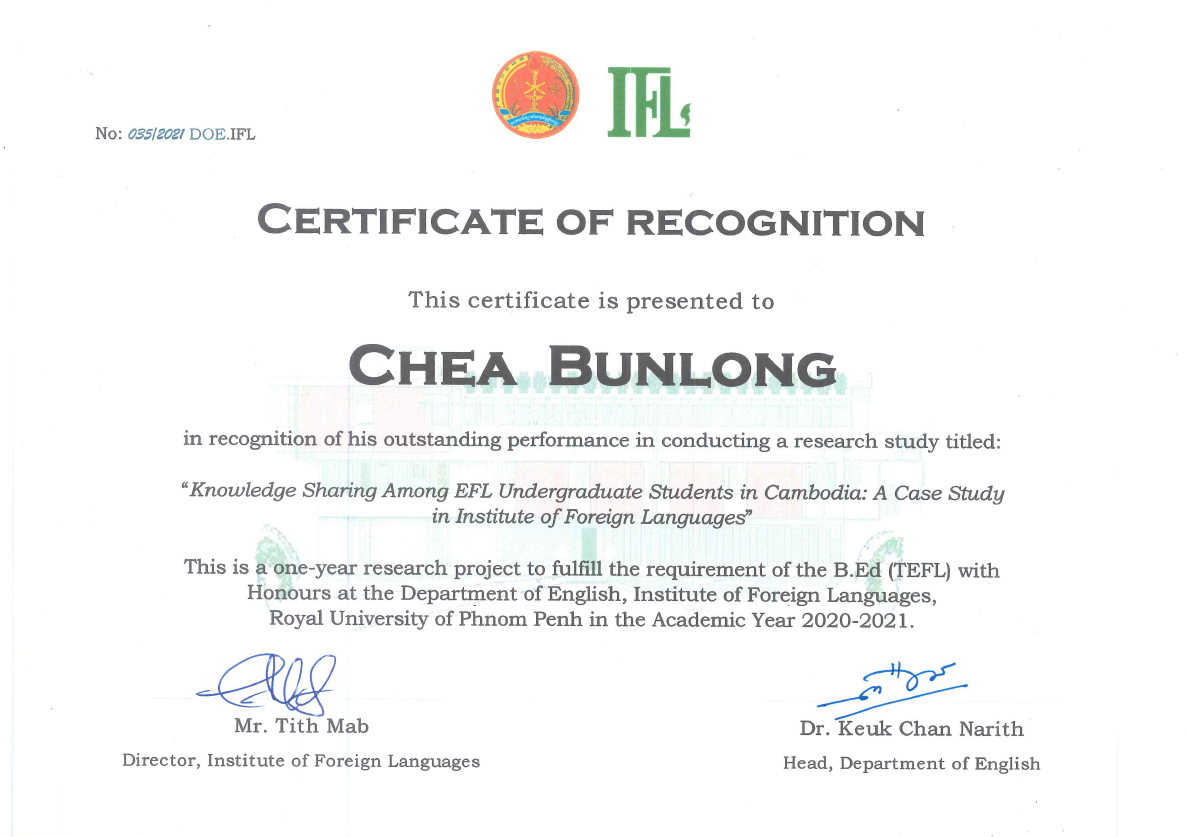 IFL
No: 035/2021 DOE.IFL
CERTIFICATE OF RECOGNITION
This certificate is presented to
CHEA BUNLONG
in recognition of his outstanding performance in conducting a research study titled:
“Knowledge Sharing Among EFL Undergraduate Students in Cambodia: A Case Study
in Institute of Foreign Languages”
This is a one-year research project to fulfill the requirement of the B.Ed (TEFL) with
Honours at the Department of English, Institute of Foreign Languages,
Royal University of Phnom Penh in the Academic Year 2020-2021.
Mr. Tith Mab
Director, Institute of Foreign Languages
Dr. Keuk Chan Narith
Head, Department of English